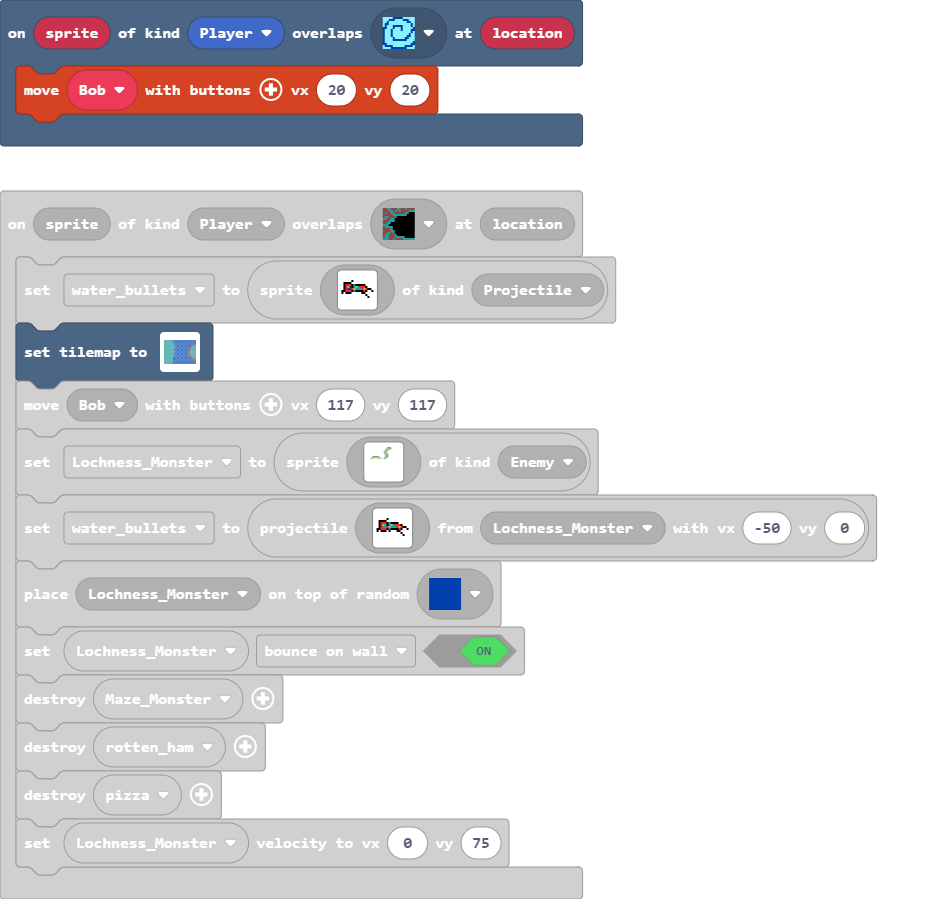 on sprite of kind Player overlaps at location
move Bob with buttons vx 20 vy 20
on sprite of kind Player overlaps at location
set water_bullets to sprite of kind Projectile
set tilemap to
move Bob with buttons vx 117 vy 117
set Lochness_Monster to sprite of kind Enemy
set water_bullets to projectile from Lochness_Monster with vx -50 vy 0
place Lochness_Monster on top of random
set Lochness_Monster bounce on wall ON
destroy Maze_Monster
destroy rotten_ham
destroy pizza
set Lochness_Monster velocity to vx 0 vy 75